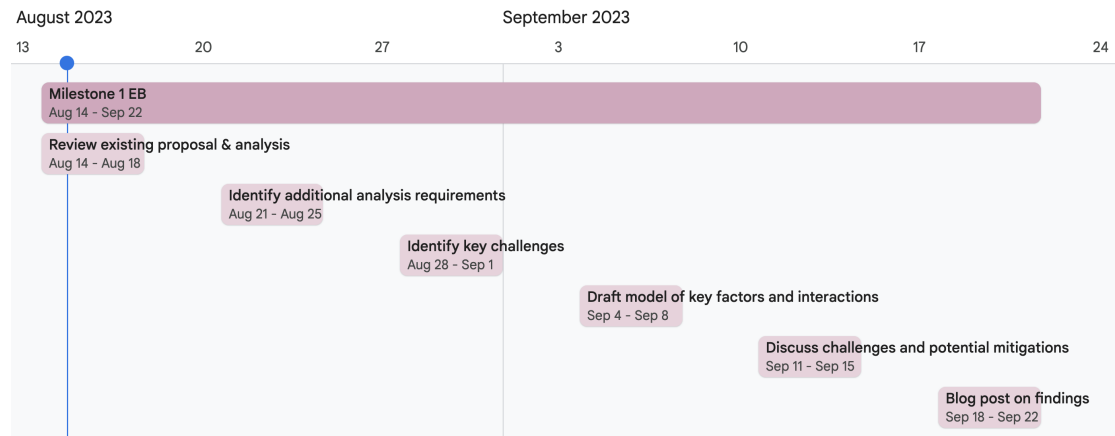 August 2023 September 2023
13 20 27 3 10 17 24
Milestone 1 EB
Aug 14 - Sep 22
Review existing proposal & analysis
Aug 14 - Aug 18
Identify additional analysis requirements
Aug 21 - Aug 25
Identify key challenges
Aug 28 - Sep 1
Draft model of key factors and interactions
Sep 4 - Sep 8
Discuss challenges and potential mitigations
Sep 11 - Sep 15
Blog post on findings
Sep 18 - Sep 22